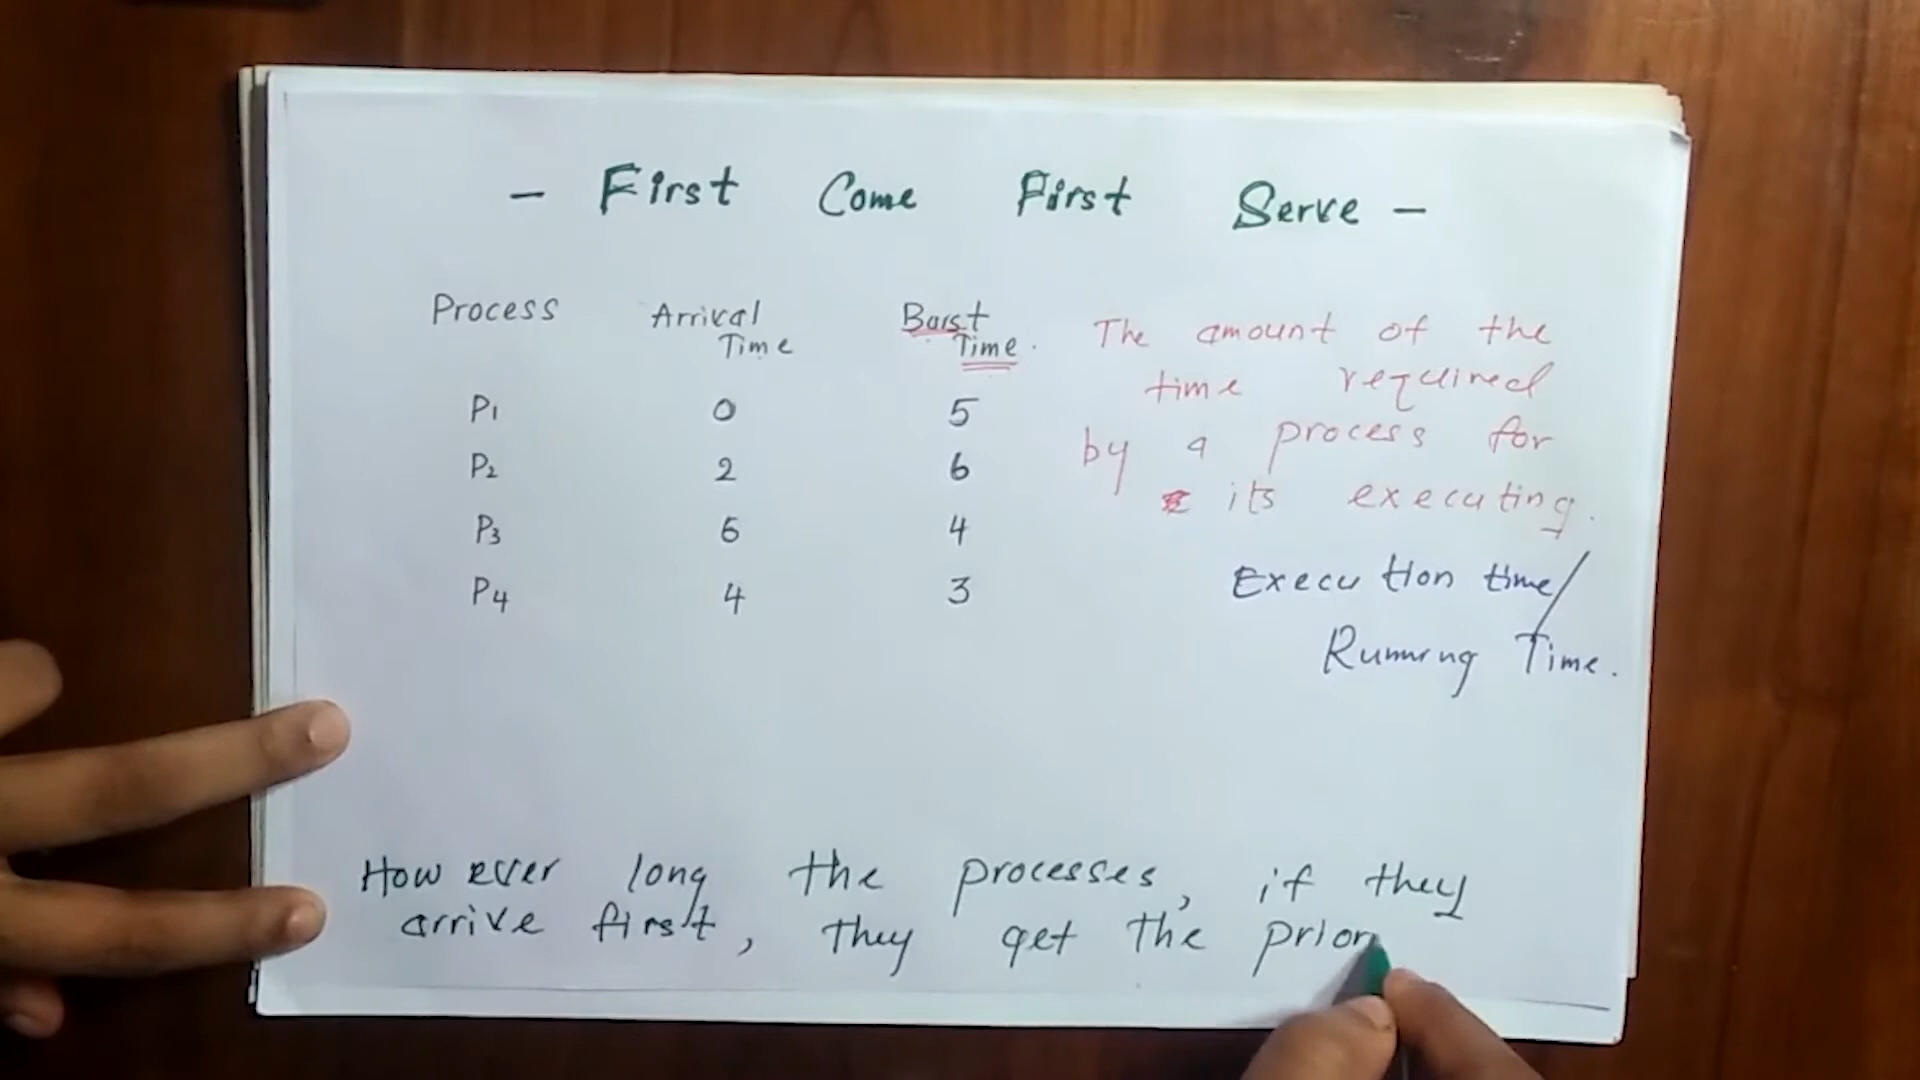 - First Come First Serve -
Process Arrival Time Burst Time.
P1 0 5
P2 2 6
P3 6 4
P4 4 3
The amount of the
time required
by a process for
its executing.
Execution time/
Running Time.
How ever long the processes, if they
arrive first, they get the prior